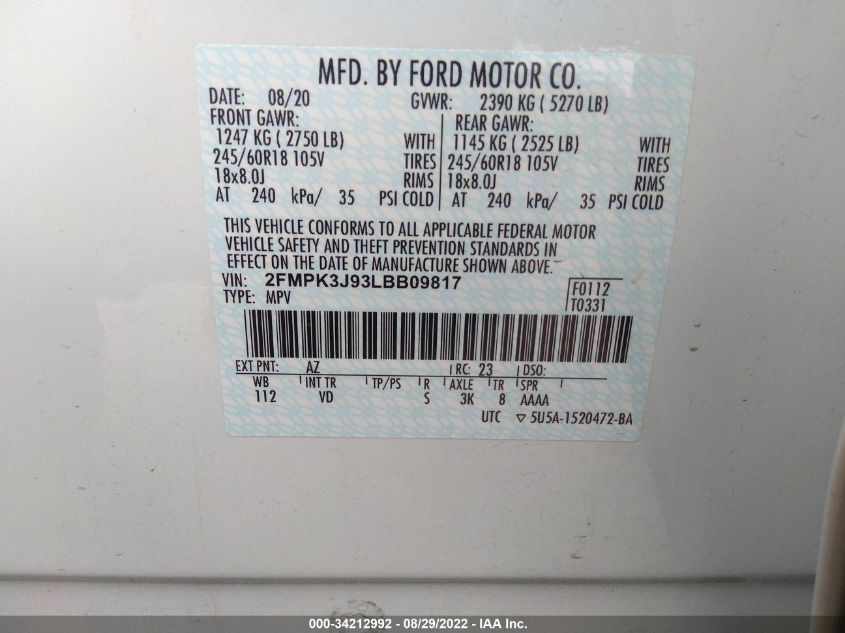 MFD. BY FORD MOTOR CO.
DATE: 08/20 GVWR: 2390 KG ( 5270 LB)
FRONT GAWR: REAR GAWR:
1247 KG ( 2750 LB) WITH 1145 KG ( 2525 LB) WITH
245/60R18 105V TIRES 245/60R18 105V TIRES
18x8.0J RIMS 18x8.0J RIMS
AT 240 kPa/ 35 PSI COLD AT 240 kPa/ 35 PSI COLD
THIS VEHICLE CONFORMS TO ALL APPLICABLE FEDERAL MOTOR
VEHICLE SAFETY AND THEFT PREVENTION STANDARDS IN
EFFECT ON THE DATE OF MANUFACTURE SHOWN ABOVE.
VIN: 2FMPK3J93LBB09817 F0112
TYPE: MPV T0331
EXT PNT: AZ RC: 23 DSO:
WB INT TR TP/PS R AXLE TR SPR
112 VD S 3K 8 AAAA
UTC ▽ 5U5A-1520472-BA
000-34212992 - 08/29/2022 - IAA Inc.